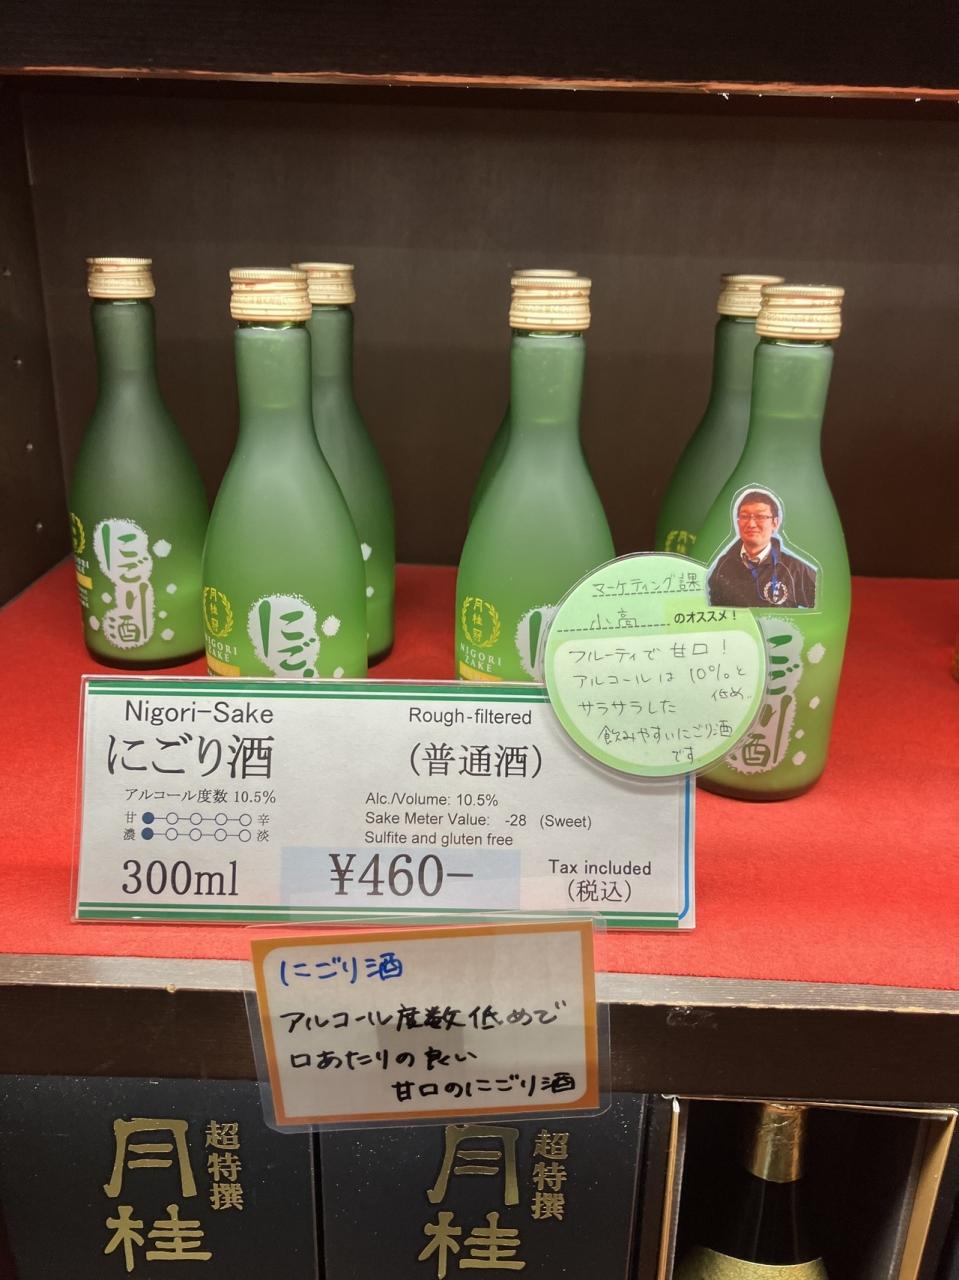 にごり酒
月桂冠
NIGORI
ZAKE
にご
月桂冠
NIGORI
ZAKE
に
にごり酒
マーケティング課
小高 のオススメ!
フルーティで甘口!
アルコールは10%と
低め。
サラサラした
飲みやすいにごり酒
です
Nigori-Sake Rough-filtered
にごり酒 (普通酒)
アルコール度数 10.5% Alc./Volume: 10.5%
甘 辛 Sake Meter Value: -28 (Sweet)
濃 淡 Sulfite and gluten free
300ml ¥460- Tax included
(税込)
にごり酒
アルコール度数低めで
口あたりの良い
甘口のにごり酒
超特撰
月桂
超特撰
月桂